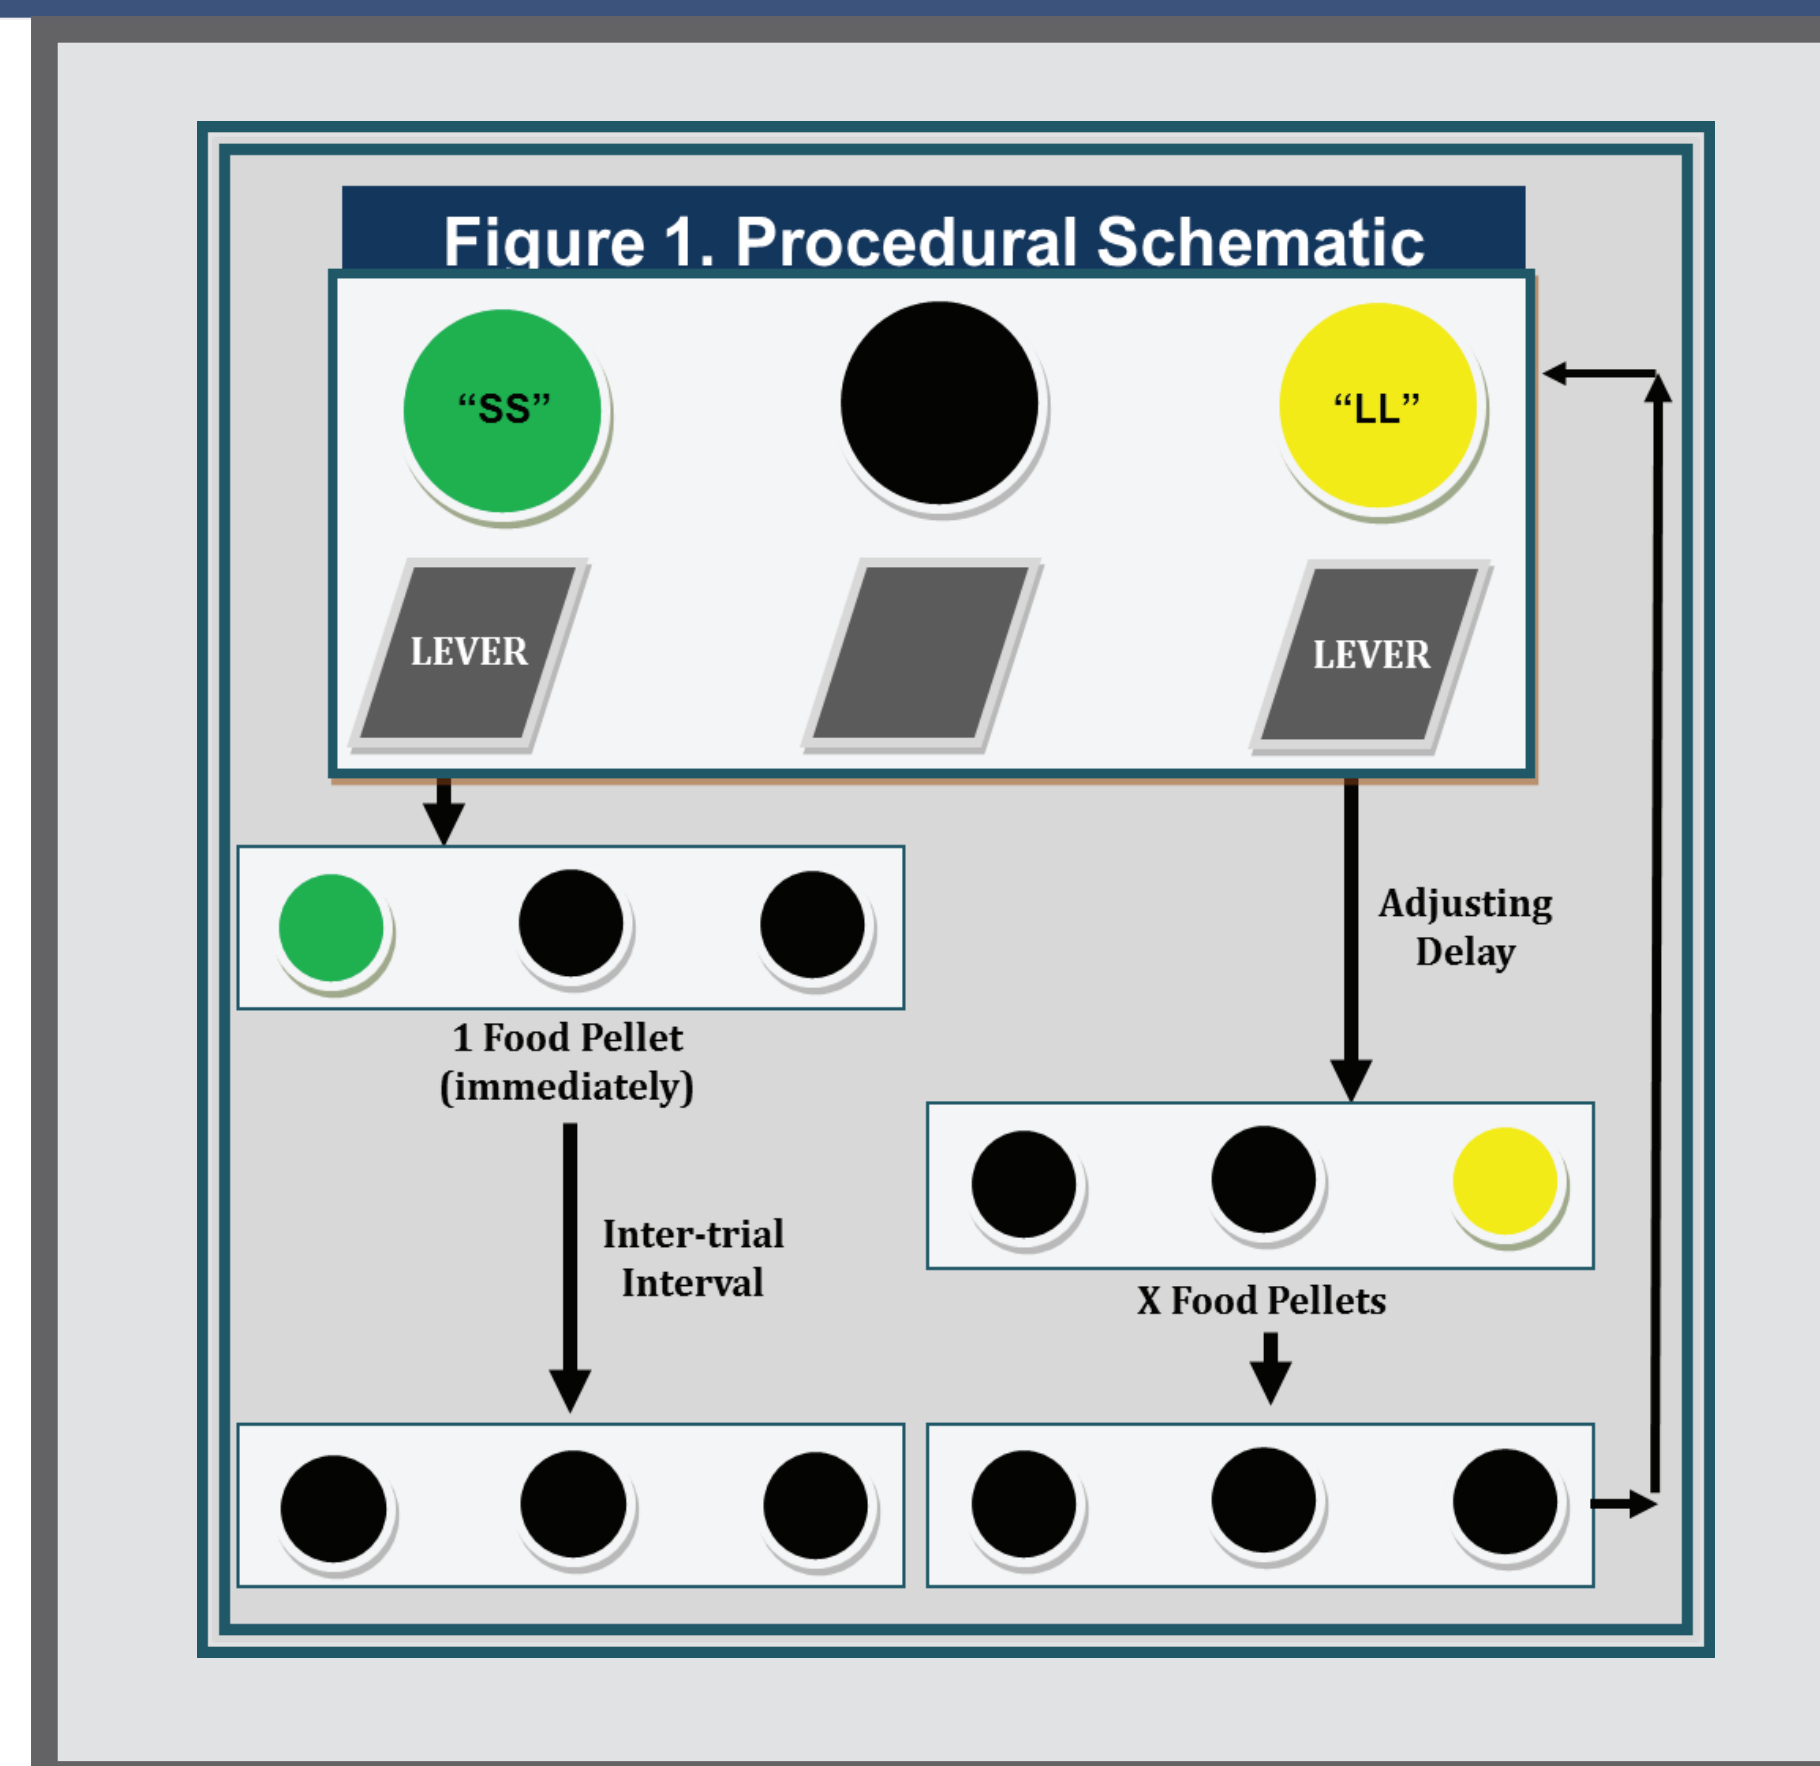 Figure 1. Procedural Schematic
“SS”
“LL”
LEVER
LEVER
Adjusting
Delay
1 Food Pellet
(immediately)
Inter-trial
Interval
X Food Pellets